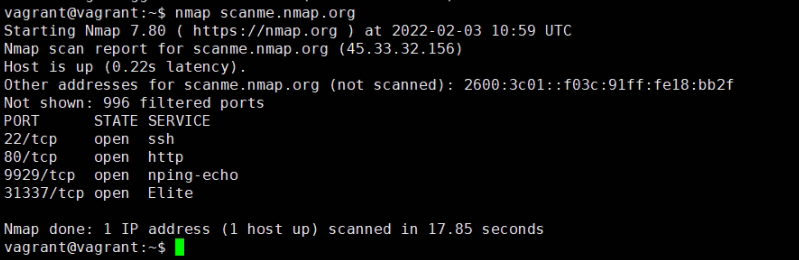 vagrant@vagrant:~$ nmap scanme.nmap.org
Starting Nmap 7.80 ( https://nmap.org ) at 2022-02-03 10:59 UTC
Nmap scan report for scanme.nmap.org (45.33.32.156)
Host is up (0.22s latency).
Other addresses for scanme.nmap.org (not scanned): 2600:3c01::f03c:91ff:fe18:bb2f
Not shown: 996 filtered ports
PORT      STATE SERVICE
22/tcp    open  ssh
80/tcp    open  http
9929/tcp  open  nping-echo
31337/tcp open  Elite

Nmap done: 1 IP address (1 host up) scanned in 17.85 seconds
vagrant@vagrant:~$